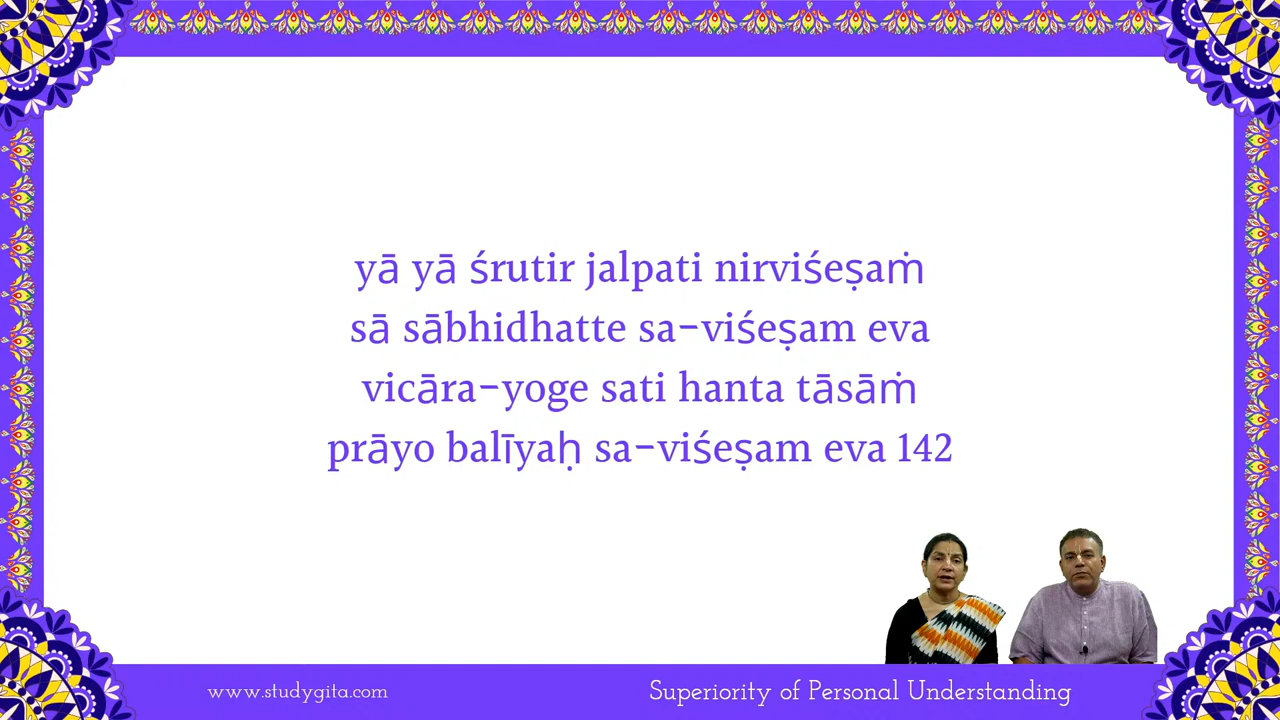 yā yā śrutir jalpati nirviśeṣaṁ
sā sābhidhatte sa-viśeṣam eva
vicāra-yoge sati hanta tāsāṁ
prāyo balīyaḥ sa-viśeṣam eva 142
www.studygita.com
Superiority of Personal Understanding